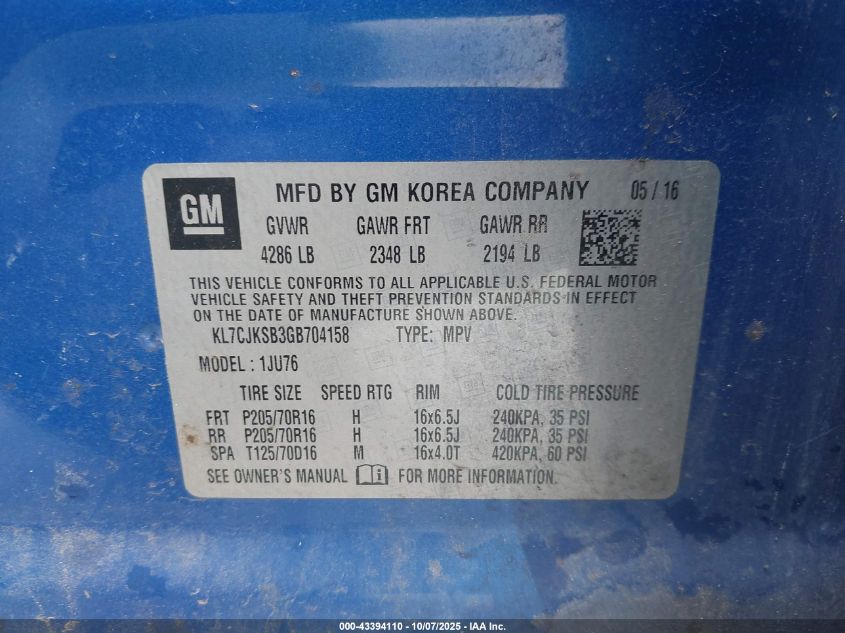 GM
MFD BY GM KOREA COMPANY 05 / 16
GVWR GAWR FRT GAWR RR
4286 LB 2348 LB 2194 LB
THIS VEHICLE CONFORMS TO ALL APPLICABLE U.S. FEDERAL MOTOR
VEHICLE SAFETY AND THEFT PREVENTION STANDARDS IN EFFECT
ON THE DATE OF MANUFACTURE SHOWN ABOVE.
KL7CJKSB3GB704158 TYPE: MPV
MODEL : 1JU76
TIRE SIZE SPEED RTG RIM COLD TIRE PRESSURE
FRT P205/70R16 H 16x6.5J 240KPA, 35 PSI
RR P205/70R16 H 16x6.5J 240KPA, 35 PSI
SPA T125/70D16 M 16x4.0T 420KPA, 60 PSI
SEE OWNER'S MANUAL i FOR MORE INFORMATION.
000-43394110 - 10/07/2025 - IAA Inc.